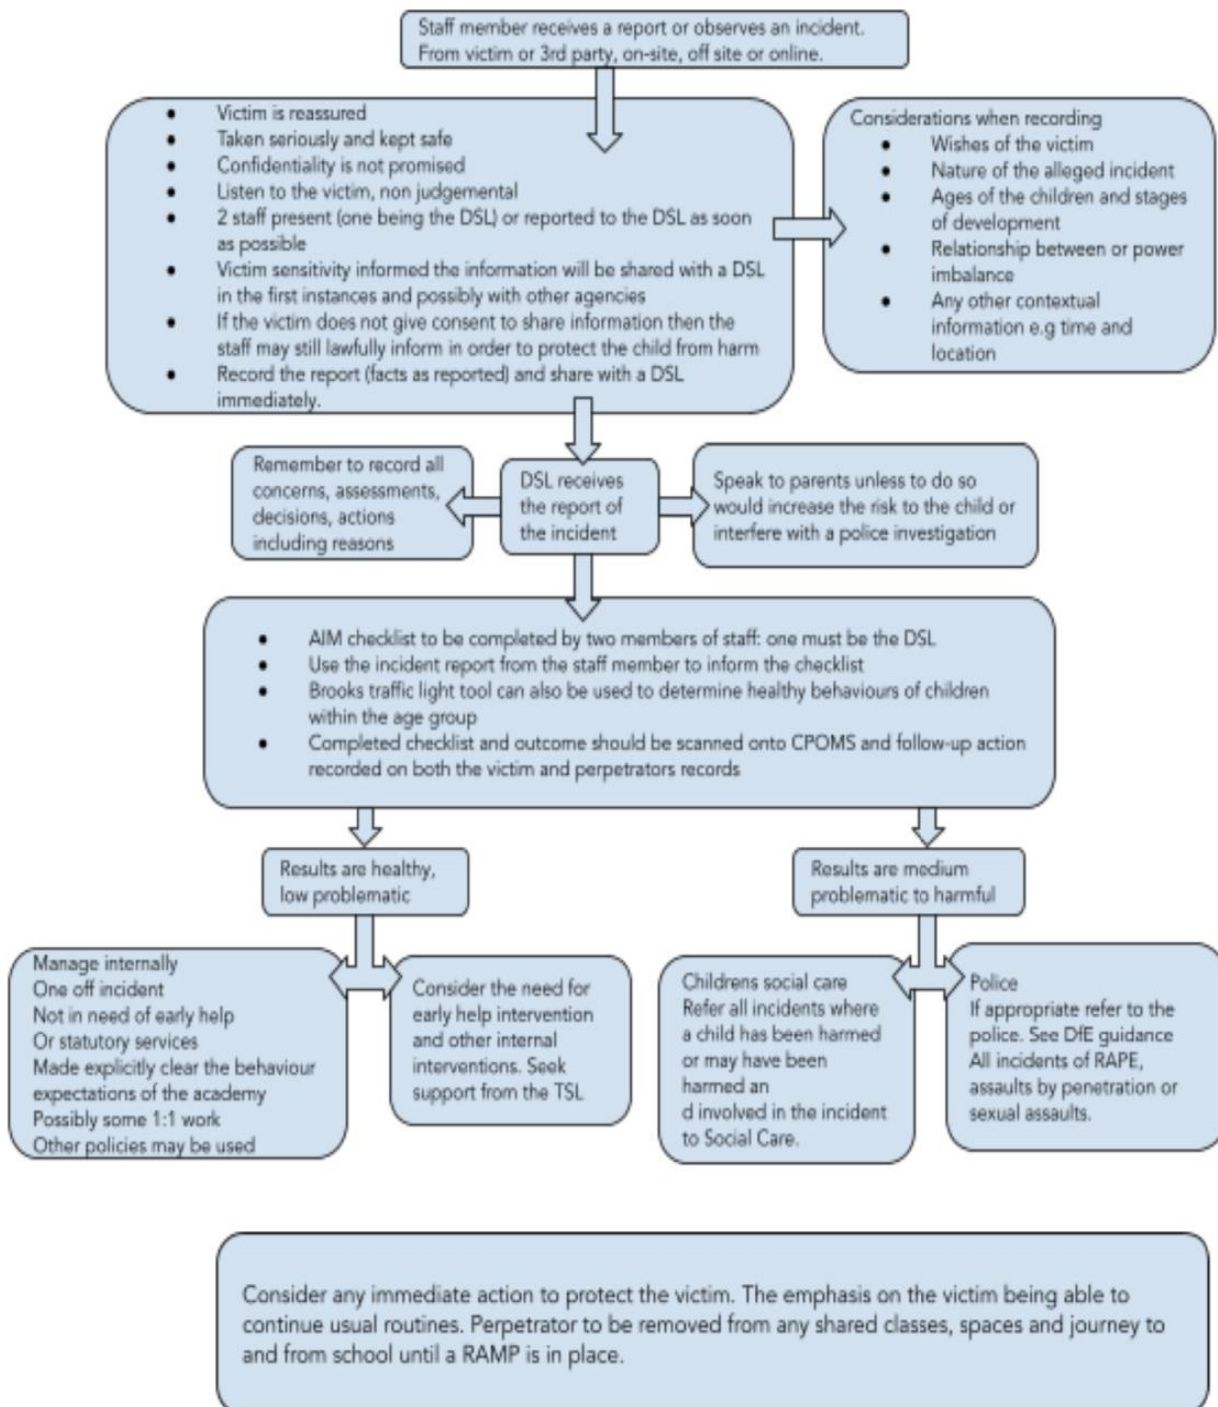 Staff member receives a report or observes an incident.
From victim or 3rd party, on-site, off site or online.
● Victim is reassured
● Taken seriously and kept safe
● Confidentiality is not promised
● Listen to the victim, non judgemental
● 2 staff present (one being the DSL) or reported to the DSL as soon
as possible
● Victim sensitivity informed the information will be shared with a DSL
in the first instances and possibly with other agencies
● If the victim does not give consent to share information then the
staff may still lawfully inform in order to protect the child from harm
● Record the report (facts as reported) and share with a DSL
immediately.
Considerations when recording
● Wishes of the victim
● Nature of the alleged incident
● Ages of the children and stages
of development
● Relationship between or power
imbalance
● Any other contextual
information e.g time and
location
Remember to record all
concerns, assessments,
decisions, actions
including reasons
DSL receives
the report of
the incident
Speak to parents unless to do so
would increase the risk to the child or
interfere with a police investigation
● AIM checklist to be completed by two members of staff: one must be the DSL
● Use the incident report from the staff member to inform the checklist
● Brooks traffic light tool can also be used to determine healthy behaviours of children
within the age group
● Completed checklist and outcome should be scanned onto CPOMS and follow-up action
recorded on both the victim and perpetrators records
Results are healthy,
low problematic
Results are medium
problematic to harmful
Manage internally
One off incident
Not in need of early help
Or statutory services
Made explicitly clear the behaviour
expectations of the academy
Possibly some 1:1 work
Other policies may be used
Consider the need for
early help intervention
and other internal
interventions. Seek
support from the TSL
Childrens social care
Refer all incidents where
a child has been harmed
or may have been
harmed an
d involved in the incident
to Social Care.
Police
If appropriate refer to the
police. See DfE guidance
All incidents of RAPE,
assaults by penetration or
sexual assaults.
Consider any immediate action to protect the victim. The emphasis on the victim being able to
continue usual routines. Perpetrator to be removed from any shared classes, spaces and journey to
and from school until a RAMP is in place.